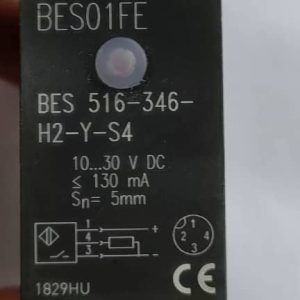 BES01FE
BES 516-346-
H2-Y-S4
10...30 V DC
≤ 130 mA
Sn= 5mm
1 +
4
3 -
1
2
4
3
1829HU
CE